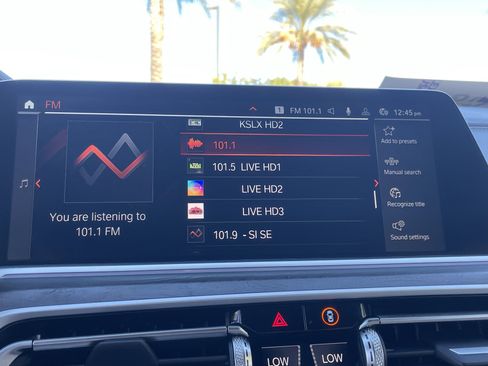 FM
1 FM 101.1
12:45 pm
KSLX HD2
101.1
101.5 LIVE HD1
LIVE HD2
LIVE HD3
101.9 - SI SE
You are listening to
101.1 FM
Add to presets
Manual search
Recognize title
Sound settings
LOW
LOW